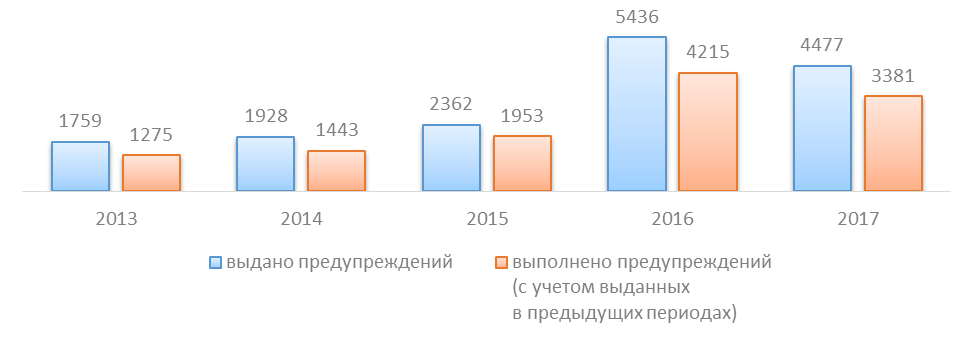 5436
4477
4215
3381
2362
1759
1928
1953
1275
1443
2013 2014 2015 2016 2017
выдано предупреждений
выполнено предупреждений
(с учетом выданных
в предыдущих периодах)